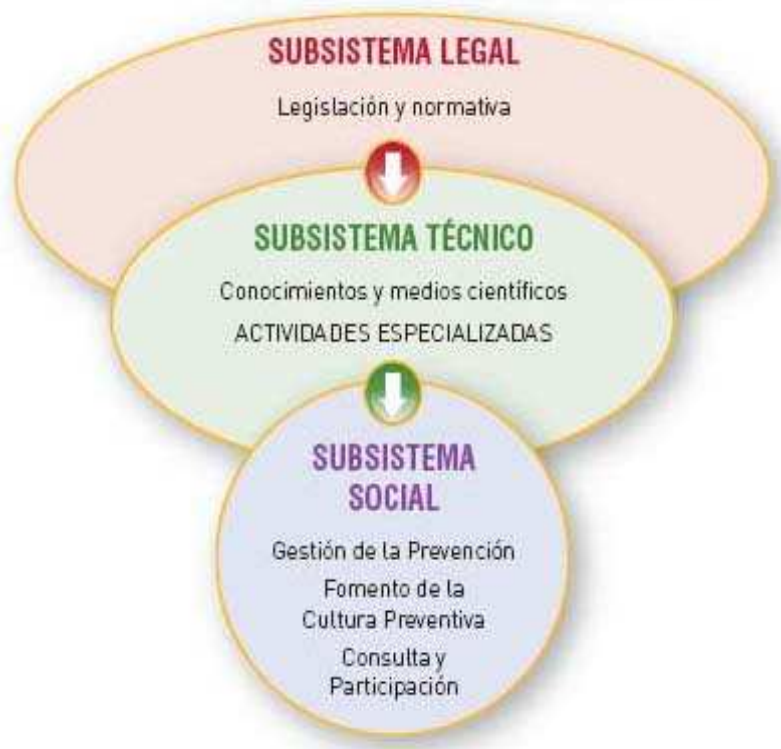 SUBSISTEMA LEGAL
Legislación y normativa
SUBSISTEMA TÉCNICO
Conocimientos y medios científicos
ACTIVIDADES ESPECIALIZADAS
SUBSISTEMA
SOCIAL
Gestión de la Prevención
Fomento de la
Cultura Preventiva
Consulta y
Participación